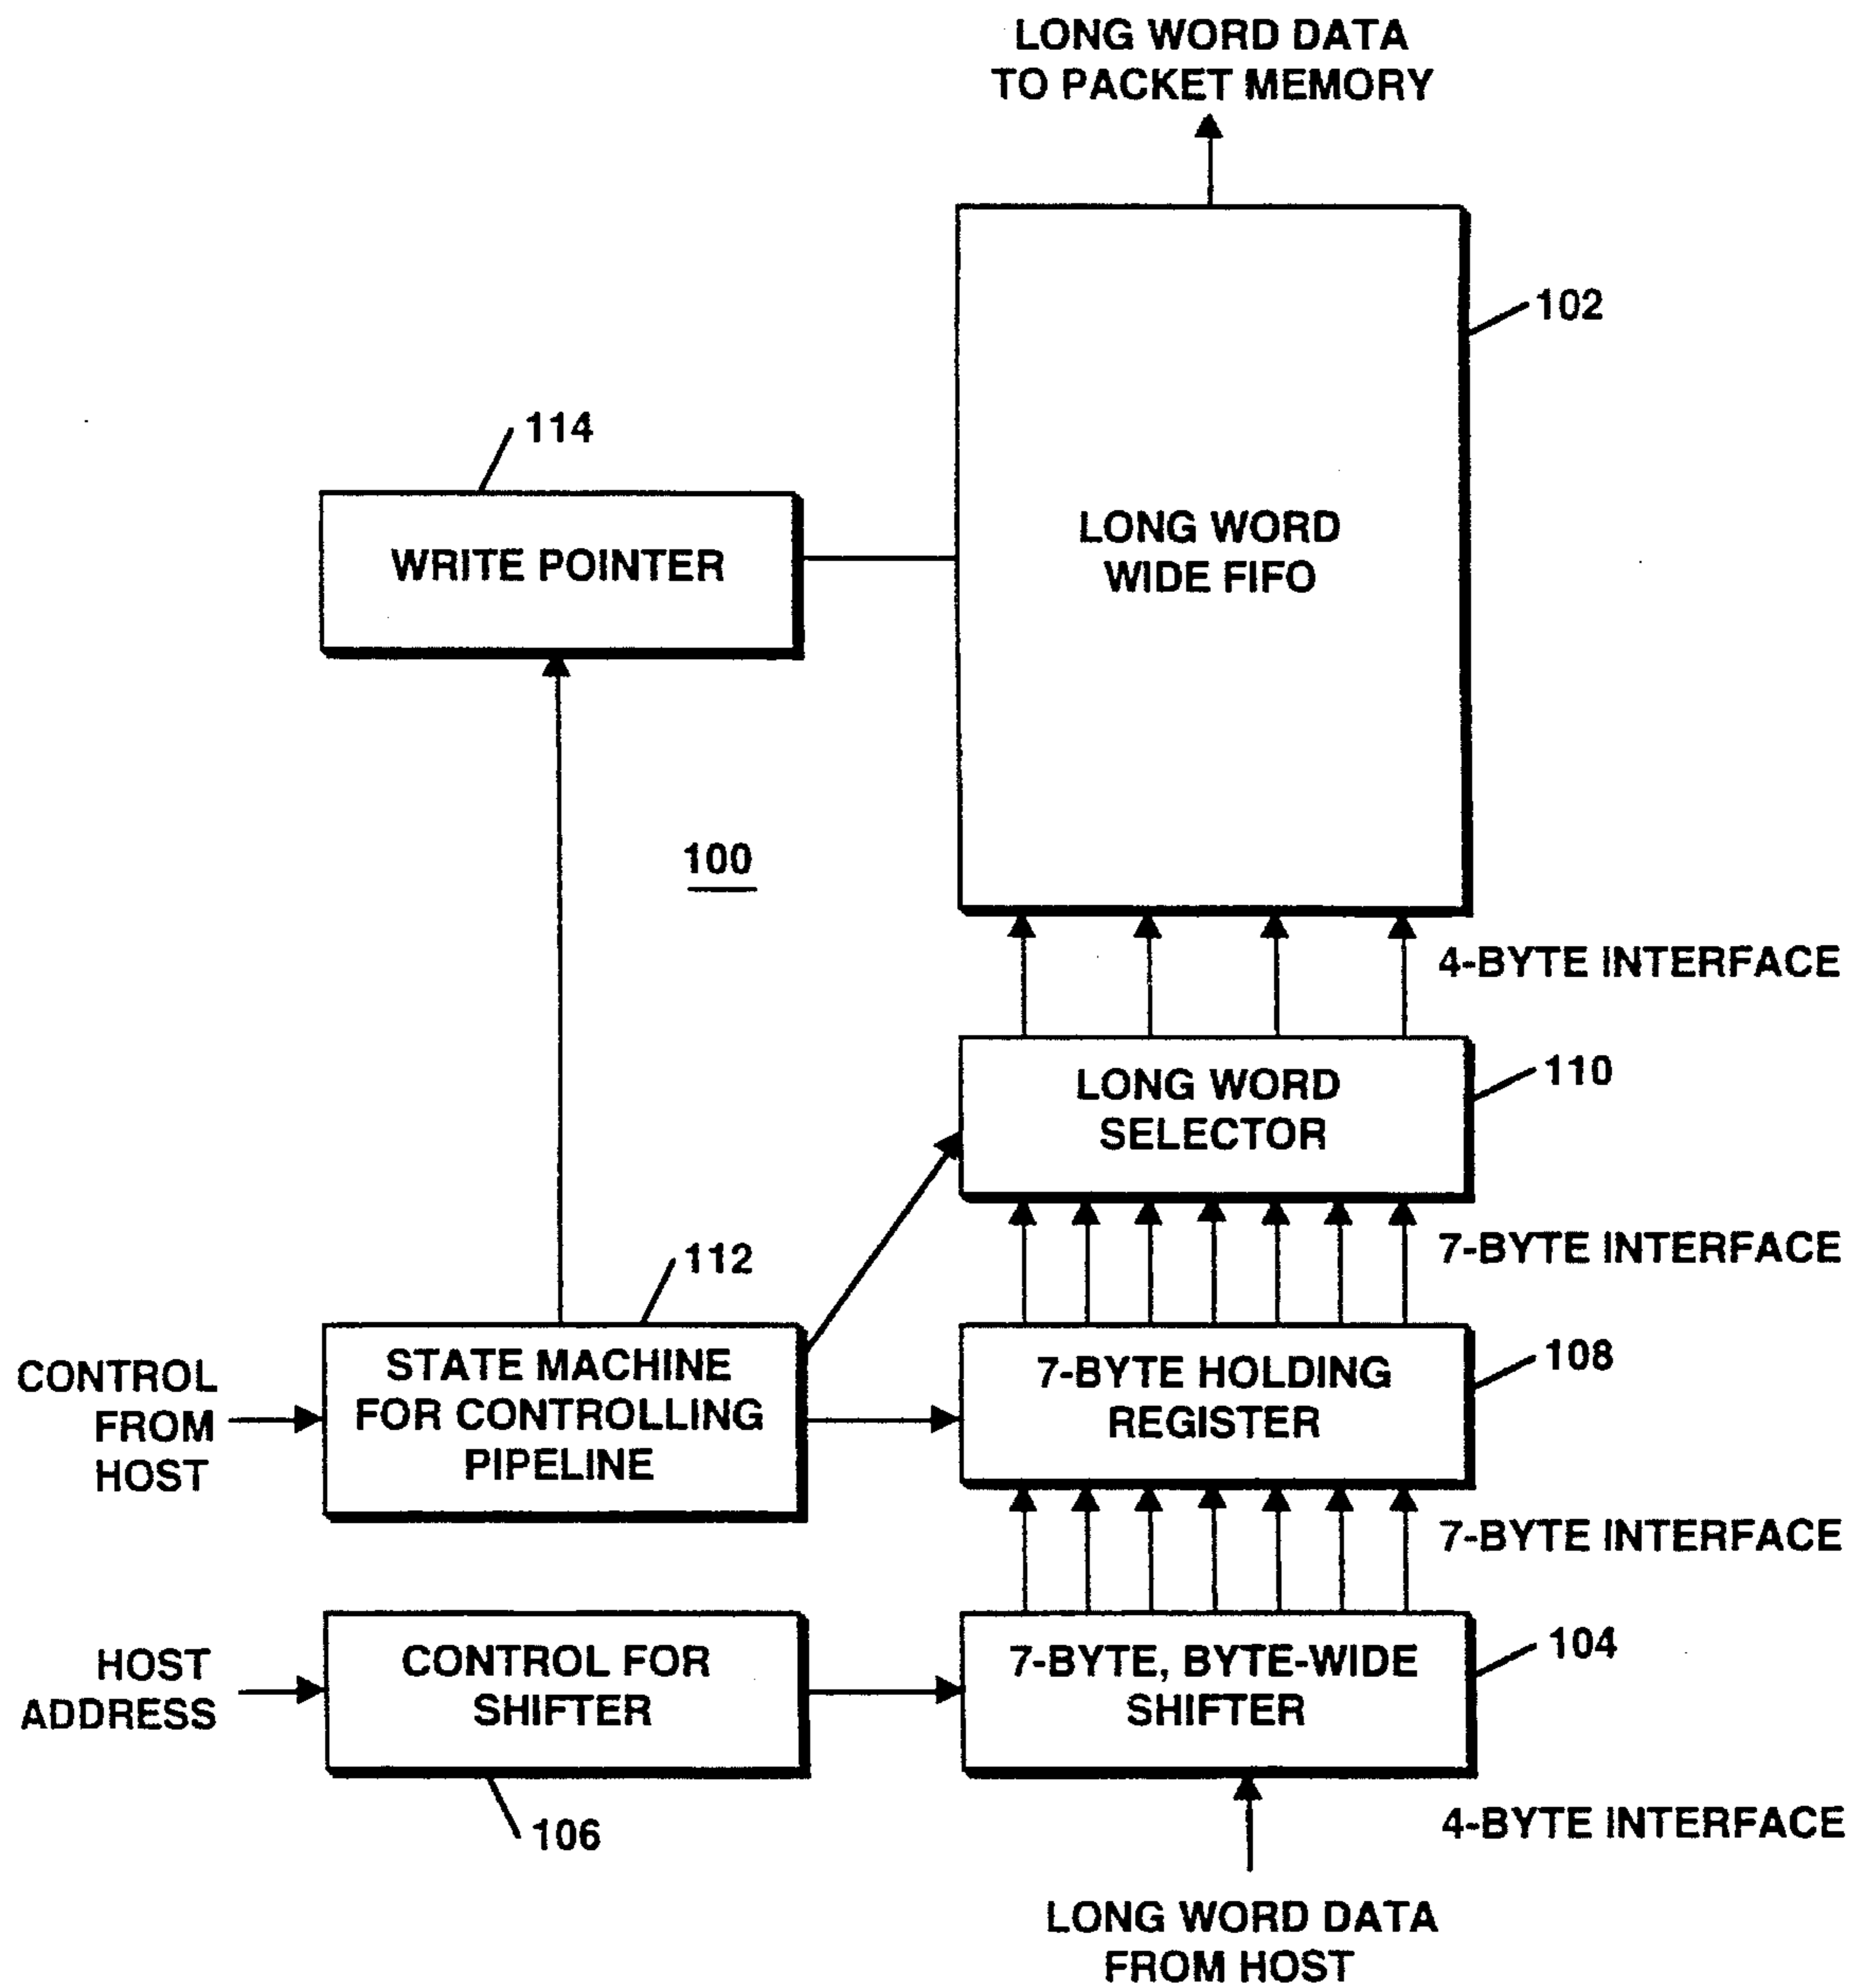 LONG WORD DATA
TO PACKET MEMORY
102
114
WRITE POINTER
LONG WORD
WIDE FIFO
100
4-BYTE INTERFACE
LONG WORD
SELECTOR
110
7-BYTE INTERFACE
112
CONTROL
FROM
HOST
STATE MACHINE
FOR CONTROLLING
PIPELINE
7-BYTE HOLDING
REGISTER
108
7-BYTE INTERFACE
HOST
ADDRESS
CONTROL FOR
SHIFTER
7-BYTE, BYTE-WIDE
SHIFTER
104
106
4-BYTE INTERFACE
LONG WORD DATA
FROM HOST